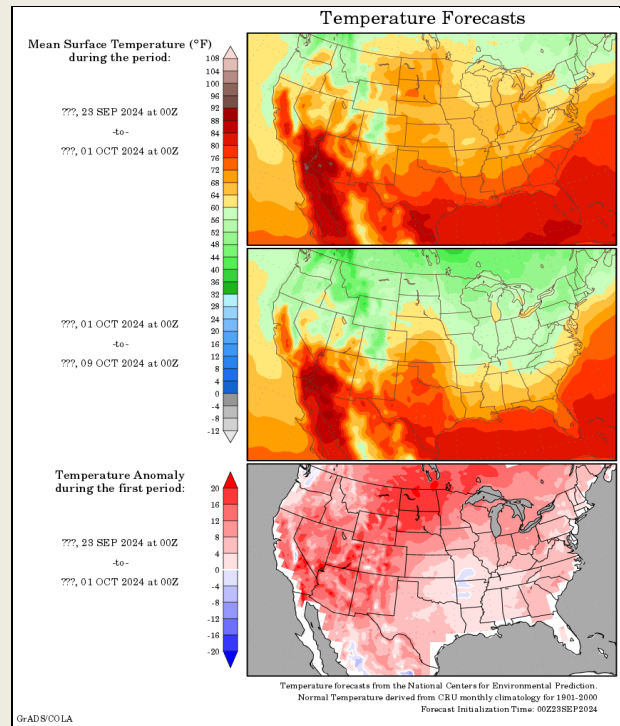 Temperature Forecasts
Mean Surface Temperature (°F)
during the period:
???, 23 SEP 2024 at 00Z
-to-
???, 01 OCT 2024 at 00Z
108
104
100
96
92
88
84
80
76
72
68
64
60
56
52
48
44
40
36
32
28
24
20
16
12
8
4
0
-4
-8
-12
???, 01 OCT 2024 at 00Z
-to-
???, 09 OCT 2024 at 00Z
Temperature Anomaly
during the first period:
???, 23 SEP 2024 at 00Z
-to-
???, 01 OCT 2024 at 00Z
20
16
12
8
4
0
-4
-8
-12
-16
-20
Temperature forecasts from the National Centers for Environmental Prediction.
Normal Temperature derived from CRU monthly climatology for 1901-2000
Forecast Initialization Time: 00Z23SEP2024
GrADS/COLA